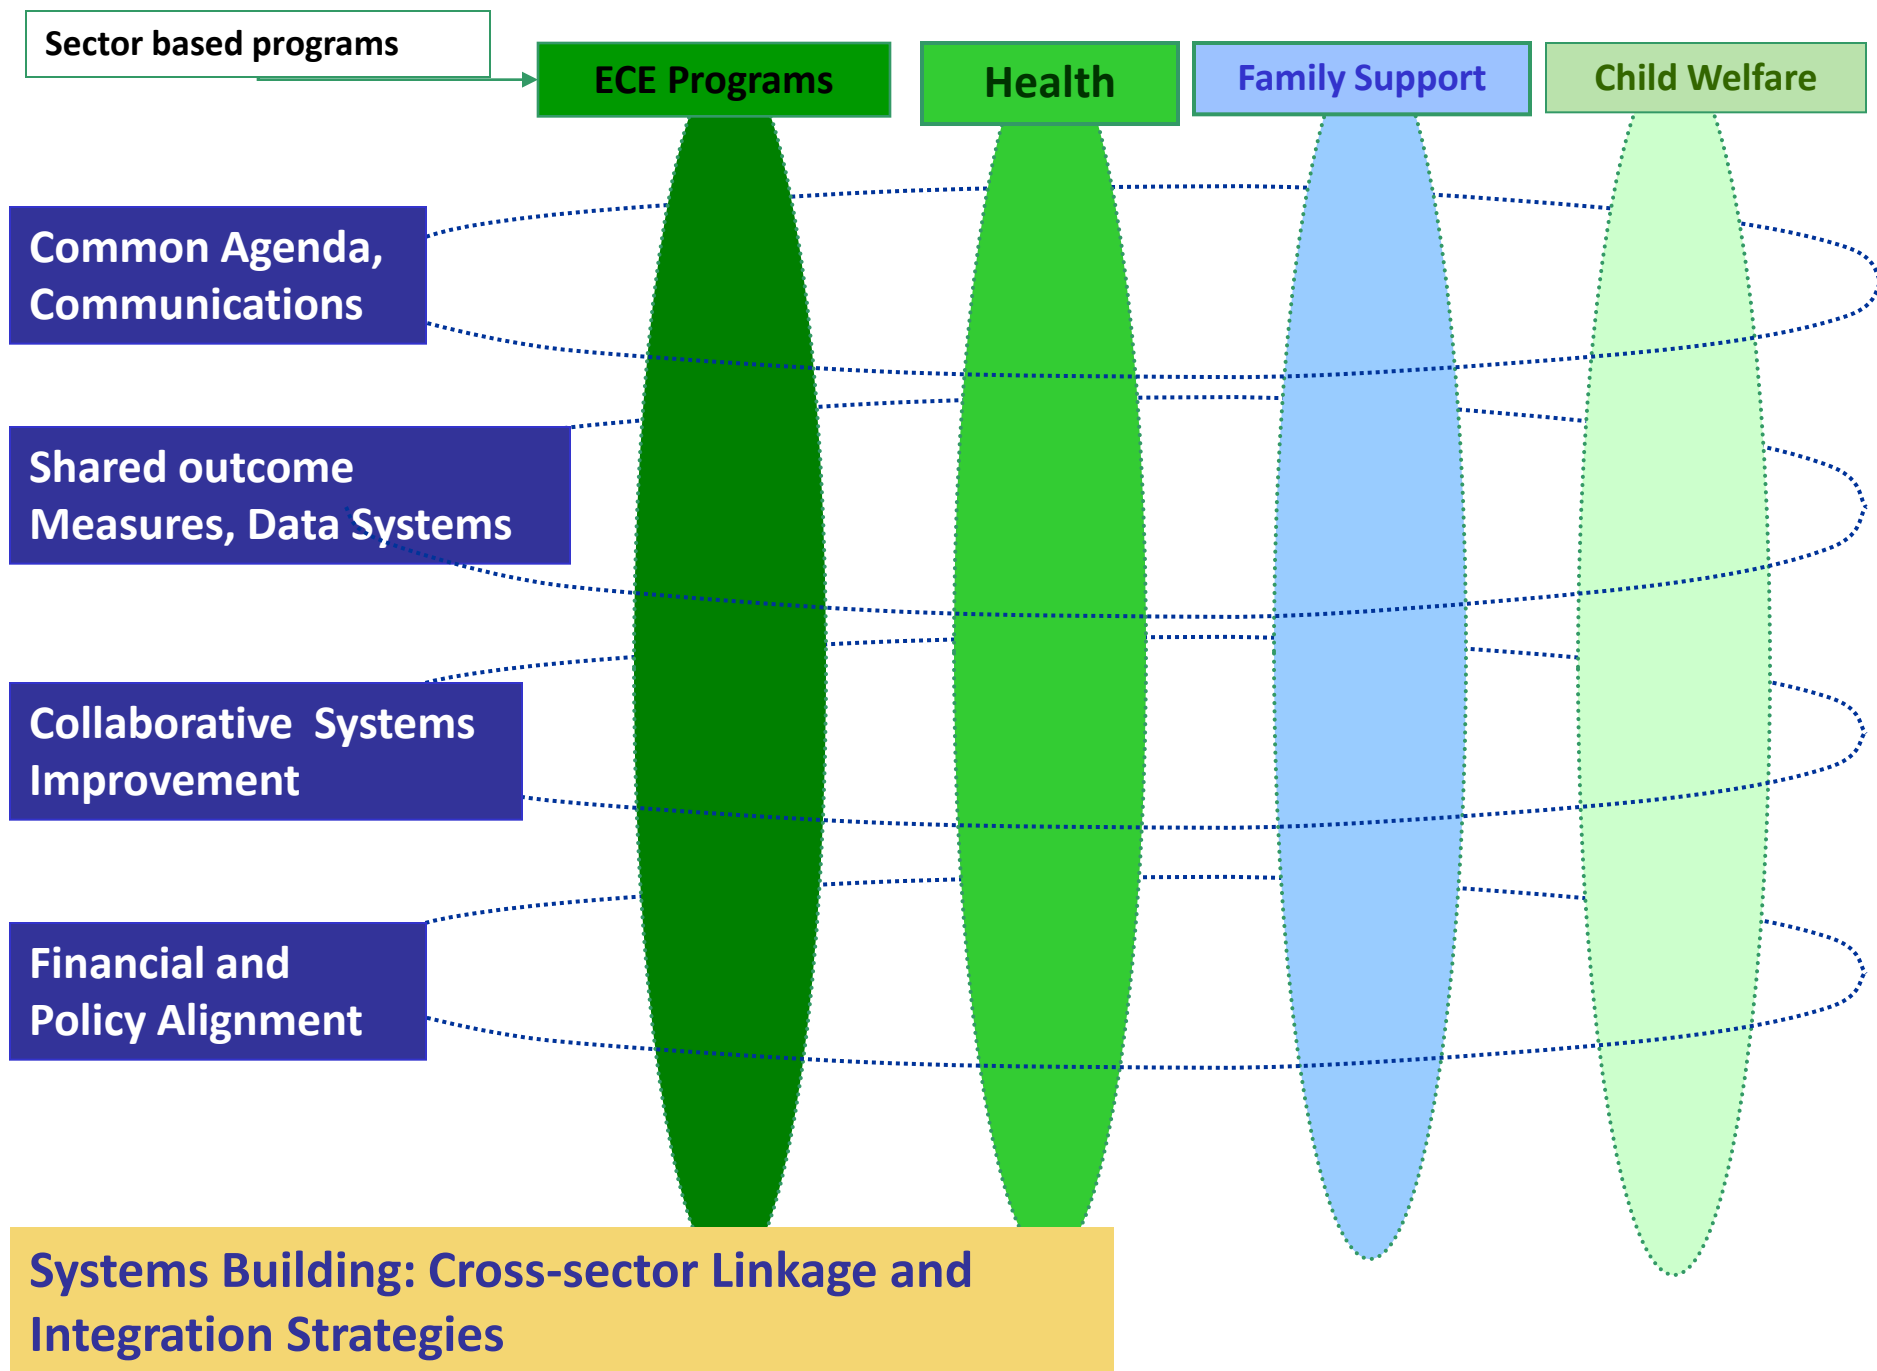 Sector based programs
ECE Programs
Health
Family Support
Child Welfare
Common Agenda,
Communications
Shared outcome
Measures, Data Systems
Collaborative  Systems
Improvement
Financial and
Policy Alignment
Systems Building: Cross-sector Linkage and
Integration Strategies